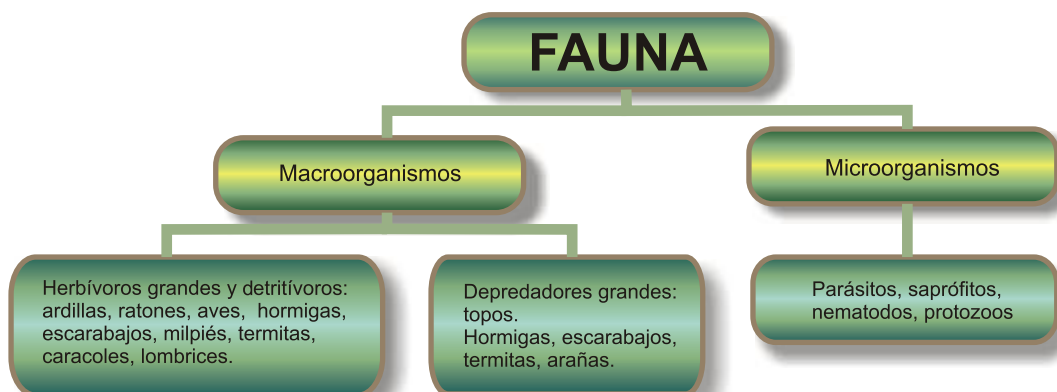 FAUNA
Macroorganismos
Microorganismos
Herbívoros grandes y detritívoros:
ardillas, ratones, aves, hormigas,
escarabajos, milpiés, termitas,
caracoles, lombrices.
Depredadores grandes:
topos.
Hormigas, escarabajos,
termitas, arañas.
Parásitos, saprófitos,
nematodos, protozoos